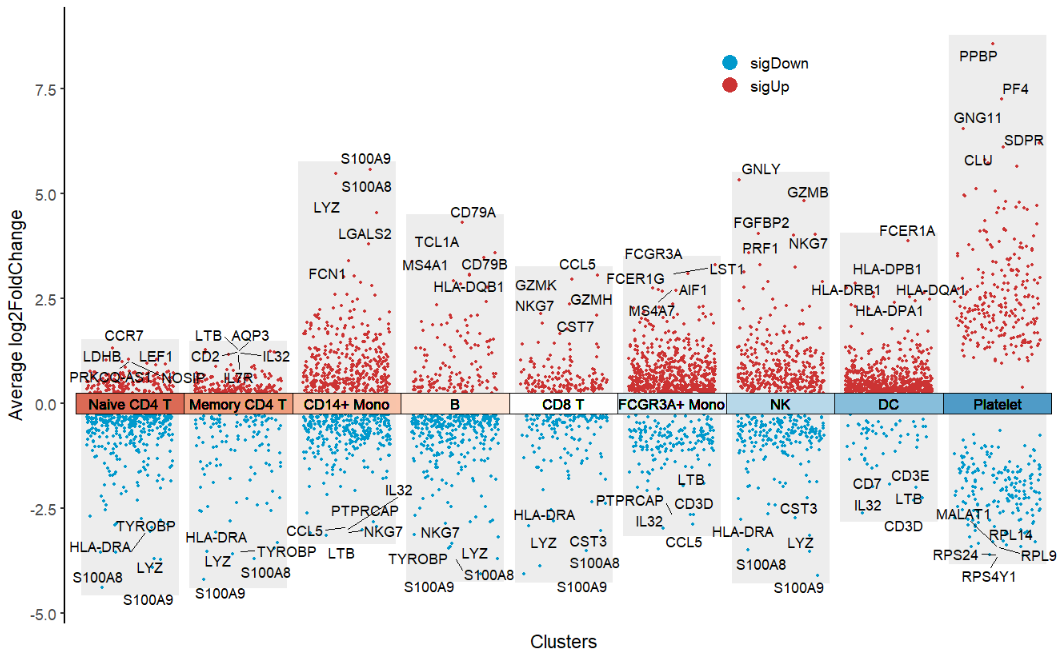 Average log2FoldChange
7.5
5.0
2.5
0.0
-2.5
-5.0
sigDown
sigUp
CCR7
LDHB
LEF1
PRKCQ-AS1
NOSIP
LTB
AQP3
CD2
IL32
IL7R
S100A9
S100A8
LYZ
LGALS2
FCN1
CD79A
TCL1A
MS4A1
CD79B
HLA-DQB1
CCL5
GZMK
GZMH
NKG7
CST7
FCGR3A
LST1
FCER1G
AIF1
MS4A7
GNLY
GZMB
FGFBP2
NKG7
PRF1
FCER1A
HLA-DPB1
HLA-DRB1
HLA-DQA1
HLA-DPA1
PPBP
PF4
GNG11
SDPR
CLU
Naive CD4 T
Memory CD4 T
CD14+ Mono
B
CD8 T
FCGR3A+ Mono
NK
DC
Platelet
TYROBP
HLA-DRA
LYZ
S100A8
S100A9
HLA-DRA
TYROBP
LYZ
S100A8
S100A9
IL32
PTPRCAP
CCL5
NKG7
LTB
NKG7
LYZ
TYROBP
S100A8
S100A9
HLA-DRA
LYZ
CST3
S100A8
S100A9
LTB
PTPRCAP
CD3D
IL32
CCL5
CST3
HLA-DRA
LYZ
S100A8
S100A9
CD3E
CD7
LTB
IL32
CD3D
MALAT1
RPL14
RPS24
RPL9
RPS4Y1
Clusters